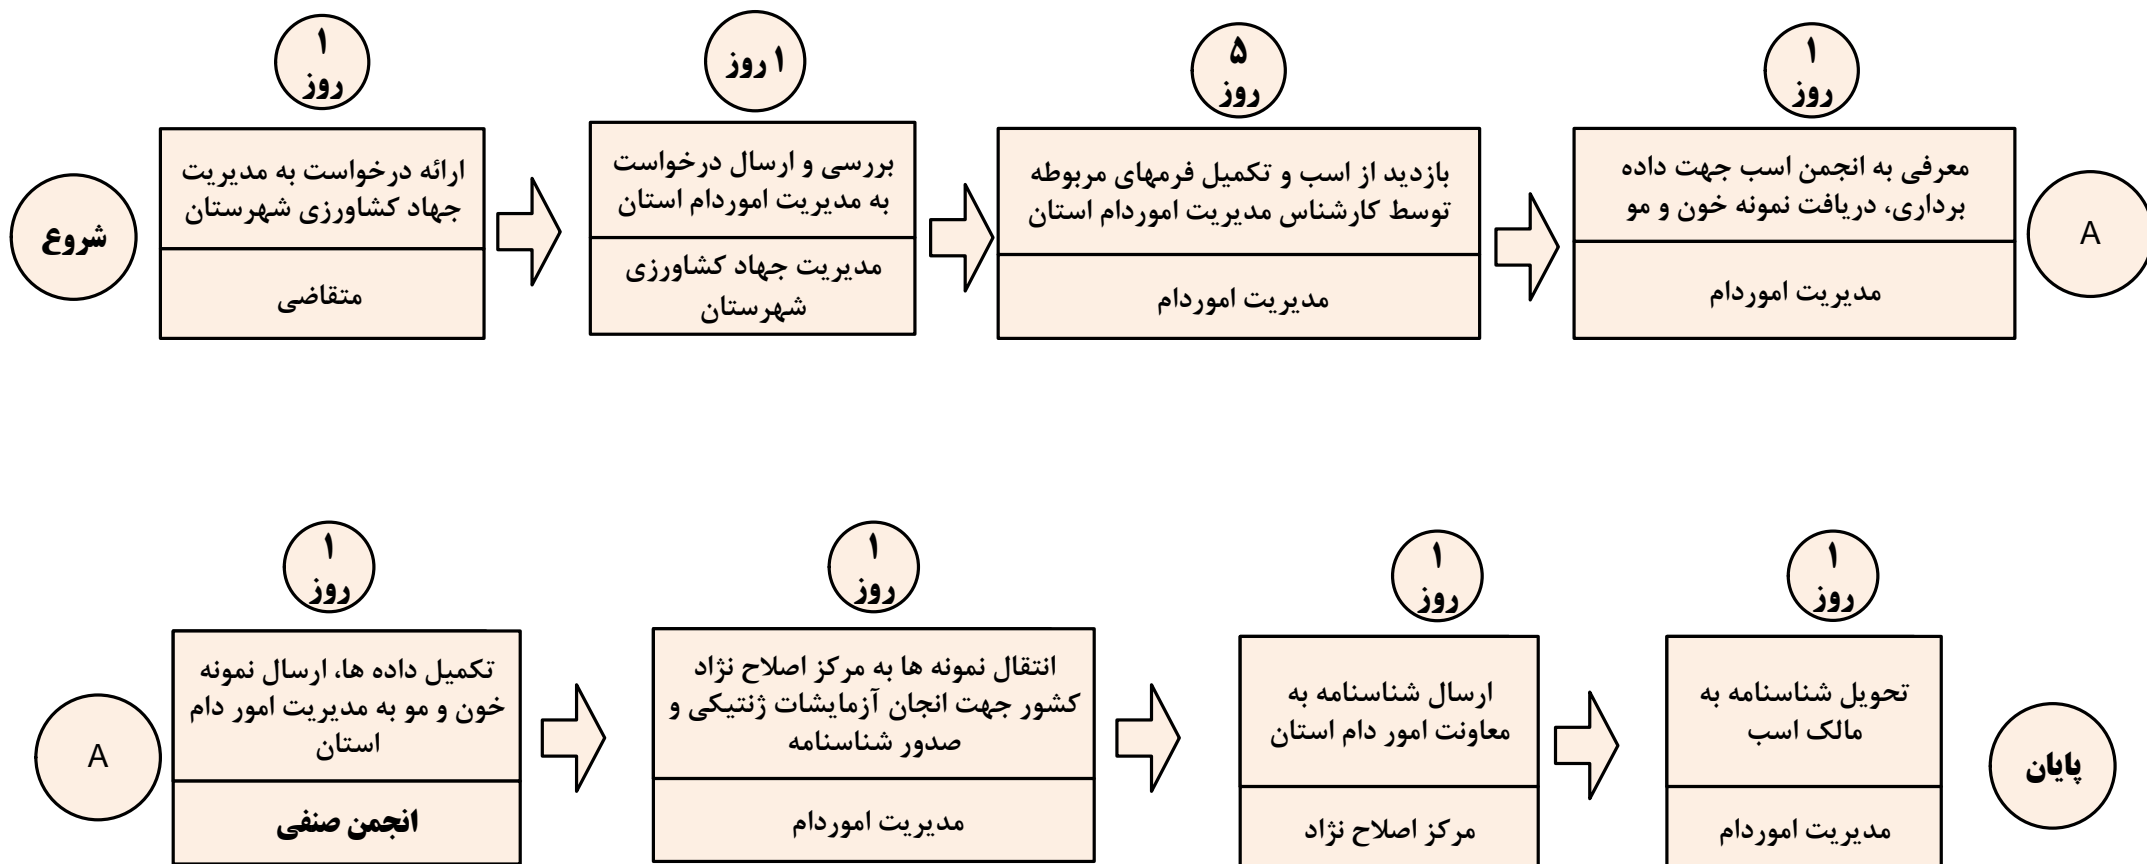 شروع
۱
روز
ارائه درخواست به مدیریت
جهاد کشاورزی شهرستان
متقاضی
۱ روز
بررسی و ارسال درخواست
به مدیریت اموردام استان
مدیریت جهاد کشاورزی
شهرستان
۵
روز
بازدید از اسب و تکمیل فرمهای مربوطه
توسط کارشناس مدیریت اموردام استان
مدیریت اموردام
۱
روز
معرفی به انجمن اسب جهت داده
برداری، دریافت نمونه خون و مو
مدیریت اموردام
A
A
۱
روز
تکمیل داده ها، ارسال نمونه
خون و مو به مدیریت امور دام
استان
انجمن صنفی
۱
روز
انتقال نمونه ها به مرکز اصلاح نژاد
کشور جهت انجان آزمایشات ژنتیکی و
صدور شناسنامه
مدیریت اموردام
۱
روز
ارسال شناسنامه به
معاونت امور دام استان
مرکز اصلاح نژاد
۱
روز
تحویل شناسنامه به
مالک اسب
مدیریت اموردام
پایان